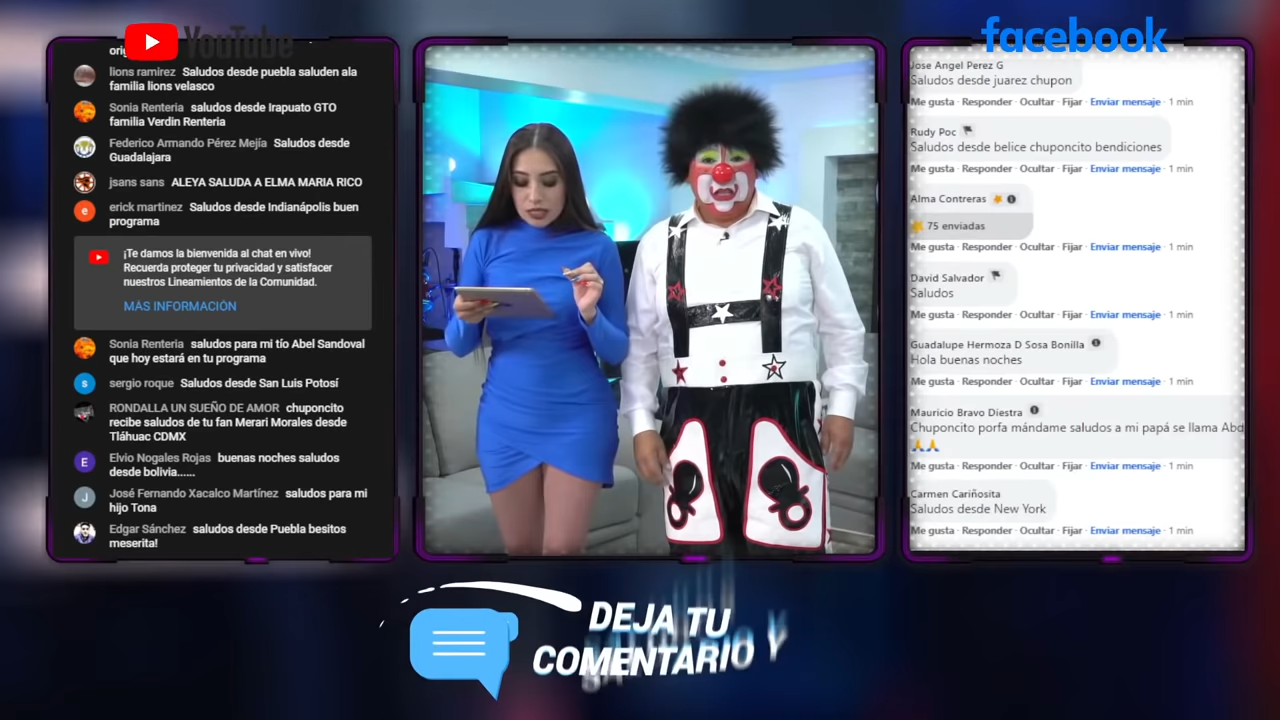 YouTube
lions ramirez Saludos desde puebla saluden ala
familia lions velasco
Sonia Renteria saludos desde Irapuato GTO
familia Verdin Renteria
Federico Armando Pérez Mejía Saludos desde
Guadalajara
jsans sans ALEYA SALUDA A ELMA MARIA RICO
erick martinez Saludos desde Indianápolis buen
programa
¡Te damos la bienvenida al chat en vivo!
Recuerda proteger tu privacidad y satisfacer
nuestros Lineamientos de la Comunidad.
MÁS INFORMACIÓN
Sonia Renteria saludos para mi tío Abel Sandoval
que hoy estará en tu programa
s
sergio roque Saludos desde San Luis Potosí
RONDALLA UN SUEÑO DE AMOR chuponcito
recibe saludos de tu fan Merari Morales desde
Tláhuac CDMX
E
Elvio Nogales Rojas buenas noches saludos
desde bolivia......
J
José Fernando Xacalco Martínez saludos para mi
hijo Tona
Edgar Sánchez saludos desde Puebla besitos
meserita!
facebook
Jose Angel Perez G
Saludos desde juarez chupon
Me gusta · Responder · Ocultar · Fijar · Enviar mensaje · 1 min
Rudy Poc
Saludos desde belice chuponcito bendiciones
Me gusta · Responder · Ocultar · Fijar · Enviar mensaje · 1 min
Alma Contreras
75 enviadas
Me gusta · Responder · Ocultar · Fijar · Enviar mensaje · 1 min
David Salvador
Saludos
Me gusta · Responder · Ocultar · Fijar · Enviar mensaje · 1 min
Guadalupe Hermoza D Sosa Bonilla
Hola buenas noches
Me gusta · Responder · Ocultar · Fijar · Enviar mensaje · 1 min
Mauricio Bravo Diestra
Chuponcito porfa mándame saludos a mi papá se llama Abd
Me gusta · Responder · Ocultar · Fijar · Enviar mensaje · 1 min
Carmen Cariñosita
Saludos desde New York
Me gusta · Responder · Ocultar · Fijar · Enviar mensaje · 1 min
DEJA TU
COMENTARIO Y